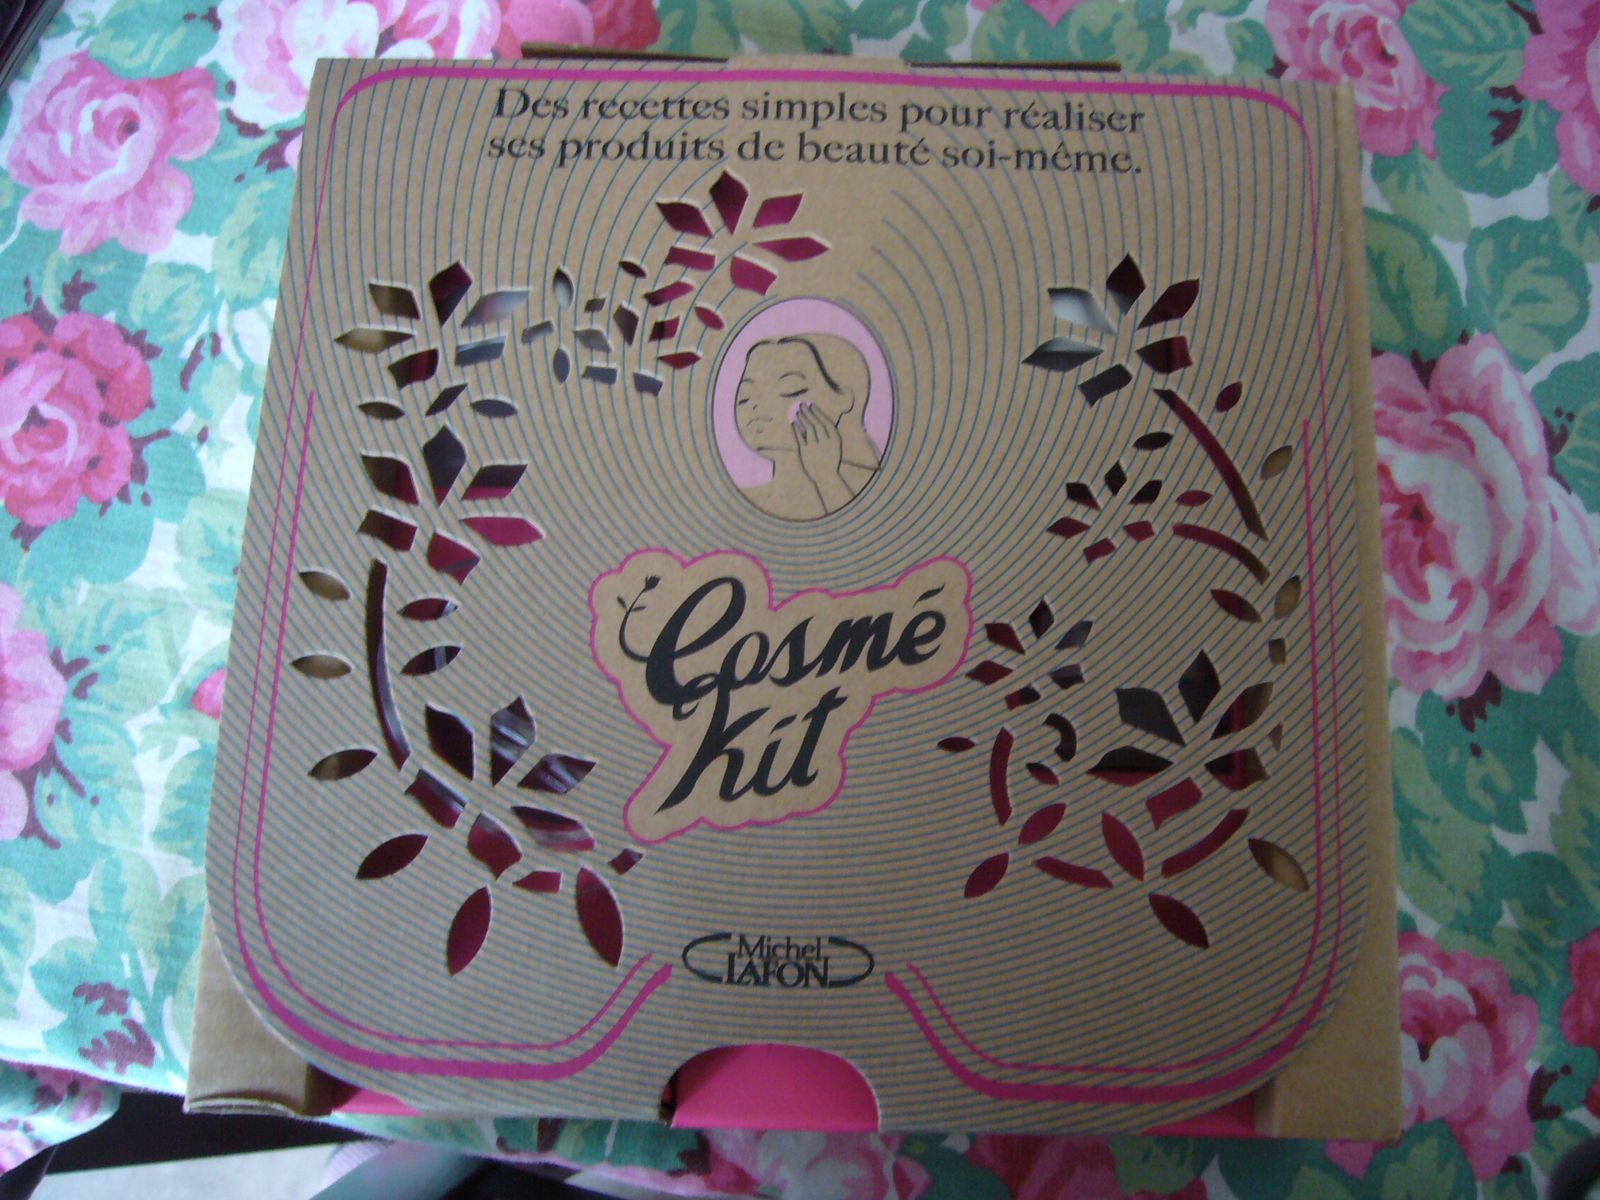 Des recettes simples pour réaliser
ses produits de beauté soi-même.
Cosmé
Kit
Michel
LAFON